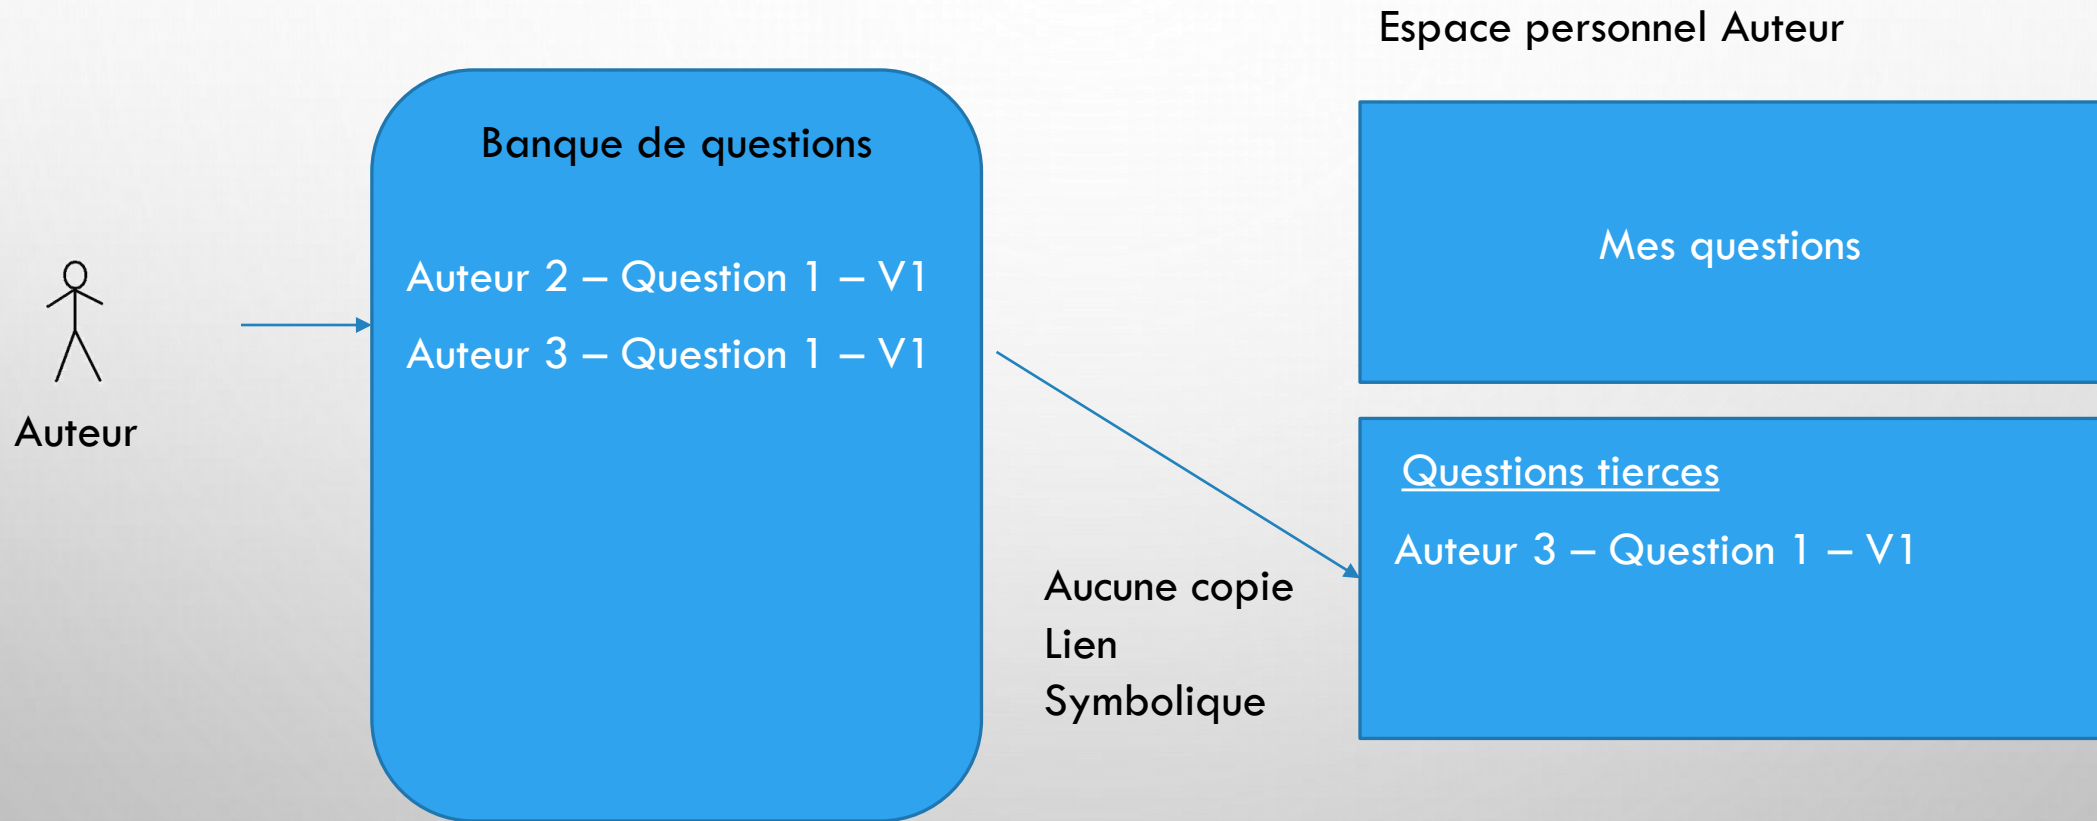 Espace personnel Auteur
Banque de questions
Auteur 2 – Question 1 – V1
Auteur 3 – Question 1 – V1
Auteur
Mes questions
Questions tierces
Auteur 3 – Question 1 – V1
Aucune copie
Lien
Symbolique